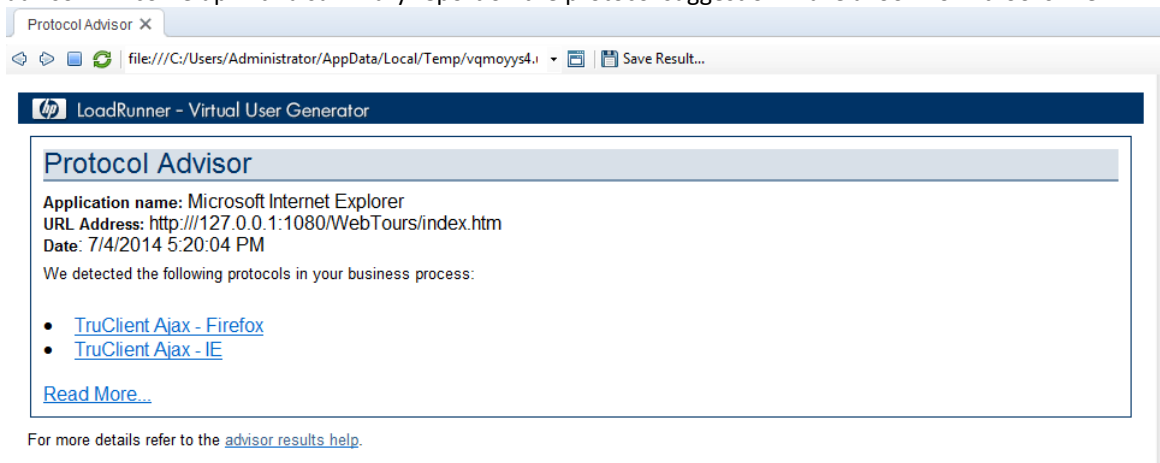 Protocol Advisor
file:///C:/Users/Administrator/AppData/Local/Temp/vqmoyys4.
Save Result...
hp LoadRunner – Virtual User Generator
Protocol Advisor
Application name: Microsoft Internet Explorer
URL Address: http:///127.0.0.1:1080/WebTours/index.htm
Date: 7/4/2014 5:20:04 PM
We detected the following protocols in your business process:
• TruClient Ajax - Firefox
• TruClient Ajax - IE
Read More...
For more details refer to the advisor results help.